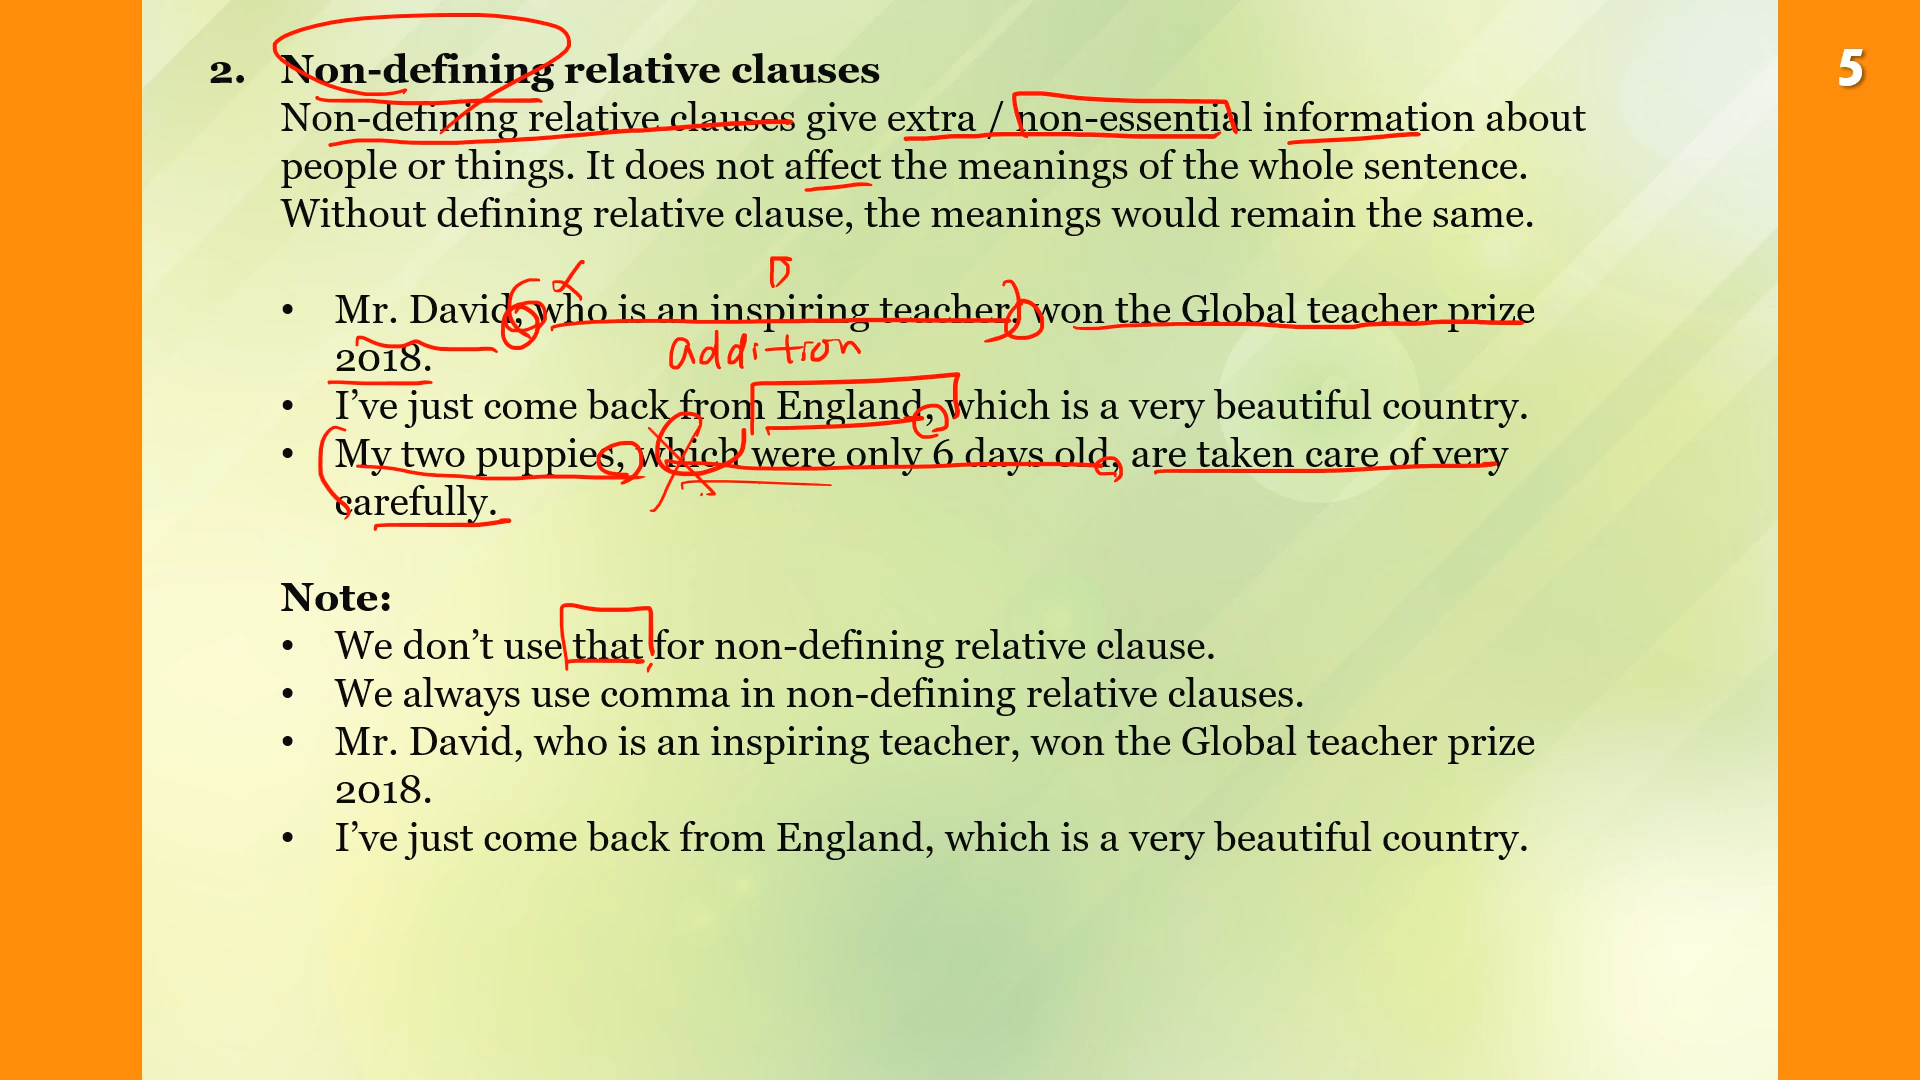 5
2. Non-defining relative clauses
Non-defining relative clauses give extra / non-essential information about
people or things. It does not affect the meanings of the whole sentence.
Without defining relative clause, the meanings would remain the same.
• Mr. David, who is an inspiring teacher, won the Global teacher prize
addition
2018.
• I’ve just come back from England, which is a very beautiful country.
• My two puppies, which were only 6 days old, are taken care of very
carefully.
Note:
• We don’t use that for non-defining relative clause.
• We always use comma in non-defining relative clauses.
• Mr. David, who is an inspiring teacher, won the Global teacher prize
2018.
• I’ve just come back from England, which is a very beautiful country.